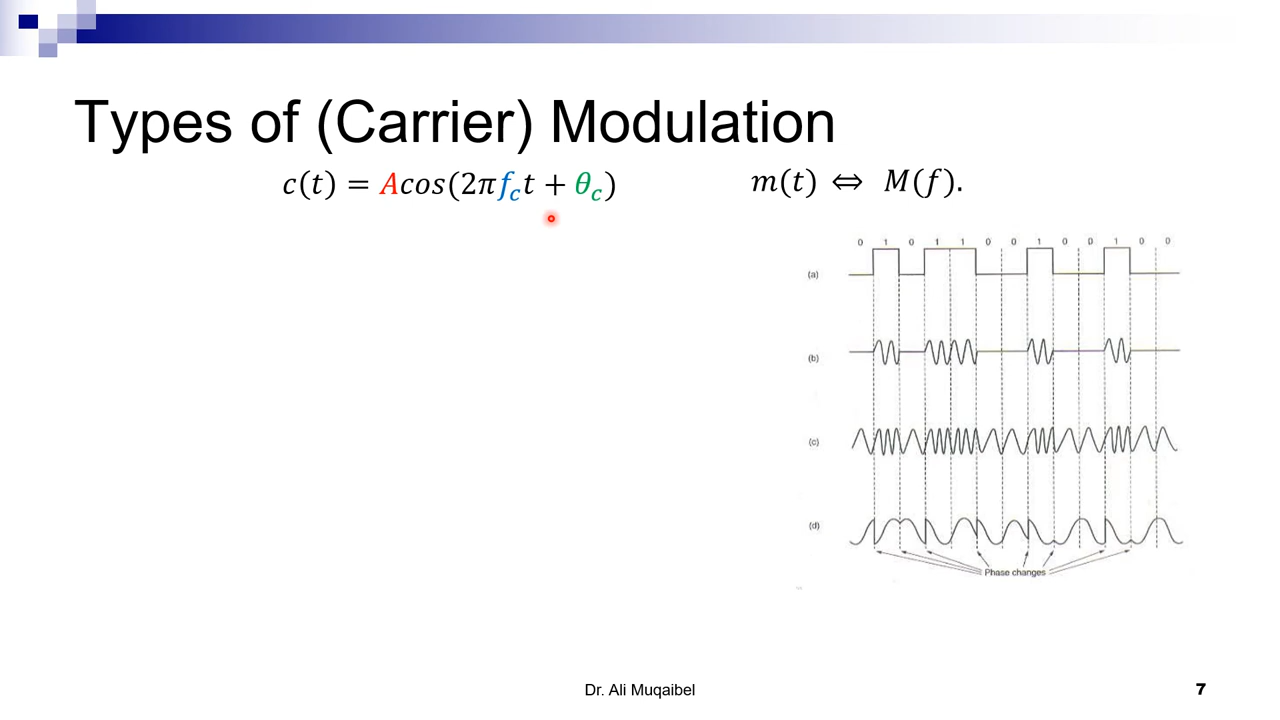 Types of (Carrier) Modulation
c(t) = Acos(2πf_c t + θ_c)
m(t) ⇔ M(f).
0 1 0 1 1 0 0 1 0 0 1 0 0
(a)
(b)
(c)
(d)
Phase changes
Dr. Ali Muqaibel
7